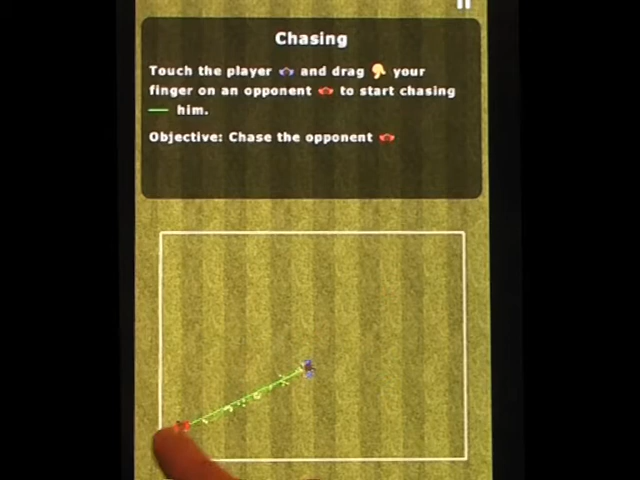 Chasing
Touch the player and drag your
finger on an opponent to start chasing
him.
Objective: Chase the opponent